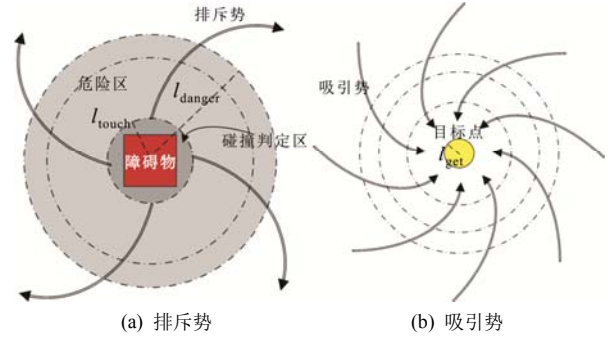 排斥势
危险区
l_danger
l_touch
碰撞判定区
障碍物
吸引势
目标点
l_get
(a) 排斥势
(b) 吸引势